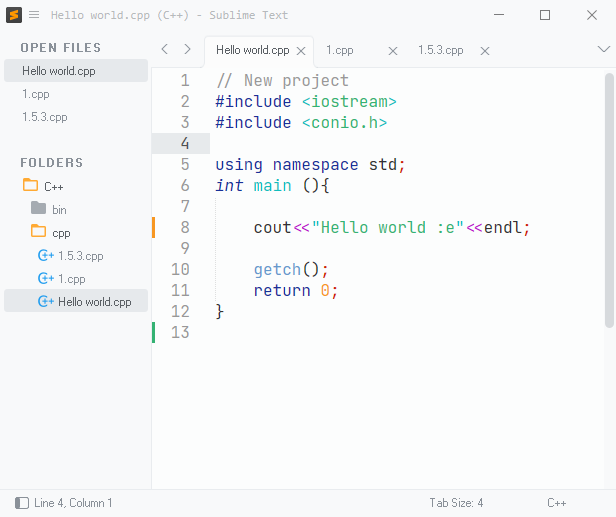 Hello world.cpp (C++) - Sublime Text
OPEN FILES
Hello world.cpp
1.cpp
1.5.3.cpp
FOLDERS
C++
bin
cpp
1.5.3.cpp
1.cpp
Hello world.cpp
Hello world.cpp 1.cpp 1.5.3.cpp
1 // New project
2 #include <iostream>
3 #include <conio.h>
4
5 using namespace std;
6 int main (){
7
8 cout<<"Hello world :e"<<endl;
9
10 getch();
11 return 0;
12 }
13
Line 4, Column 1 Tab Size: 4 C++